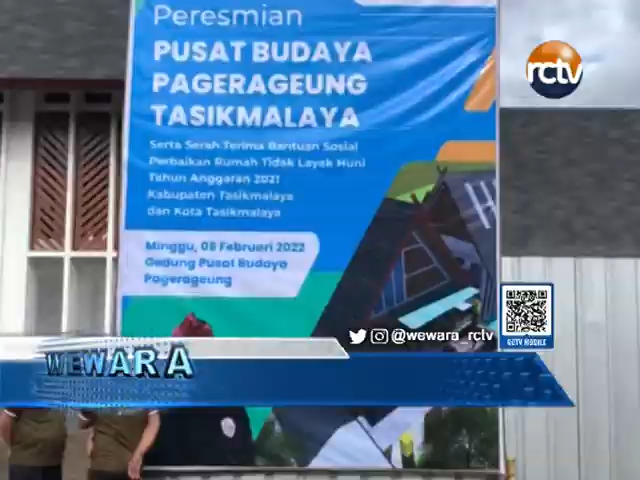 Peresmian
PUSAT BUDAYA
PAGERAGEUNG
TASIKMALAYA
Serta Serah Terima Bantuan Sosial
Perbaikan Rumah Tidak Layak Huni
Tahun Anggaran 2021
Kabupaten Tasikmalaya
dan Kota Tasikmalaya
Minggu, 06 Februari 2022
Gedung Pusat Budaya
Pagerageung
rctv
@wewara_rctv
RCTV MOBILE
WEWARA